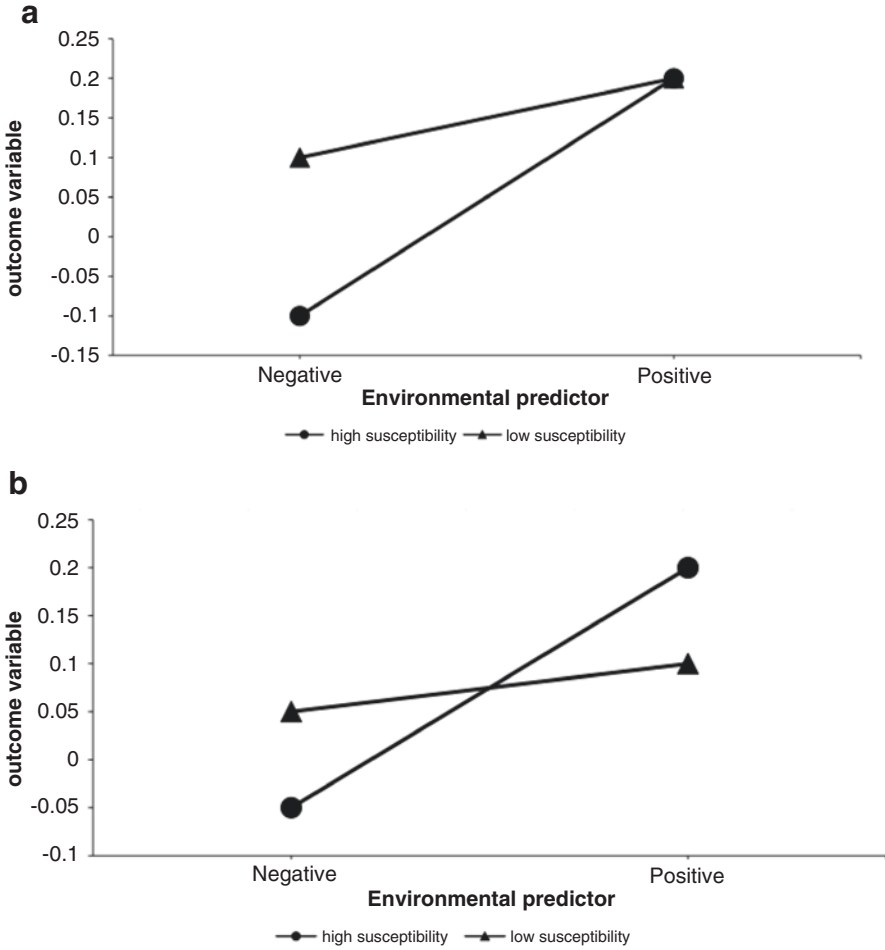 a
0.25
0.2
0.15
0.1
0.05
0
-0.05
-0.1
-0.15
outcome variable
Negative Positive
Environmental predictor
high susceptibility low susceptibility
b
0.25
0.2
0.15
0.1
0.05
0
-0.05
-0.1
outcome variable
Negative Positive
Environmental predictor
high susceptibility low susceptibility